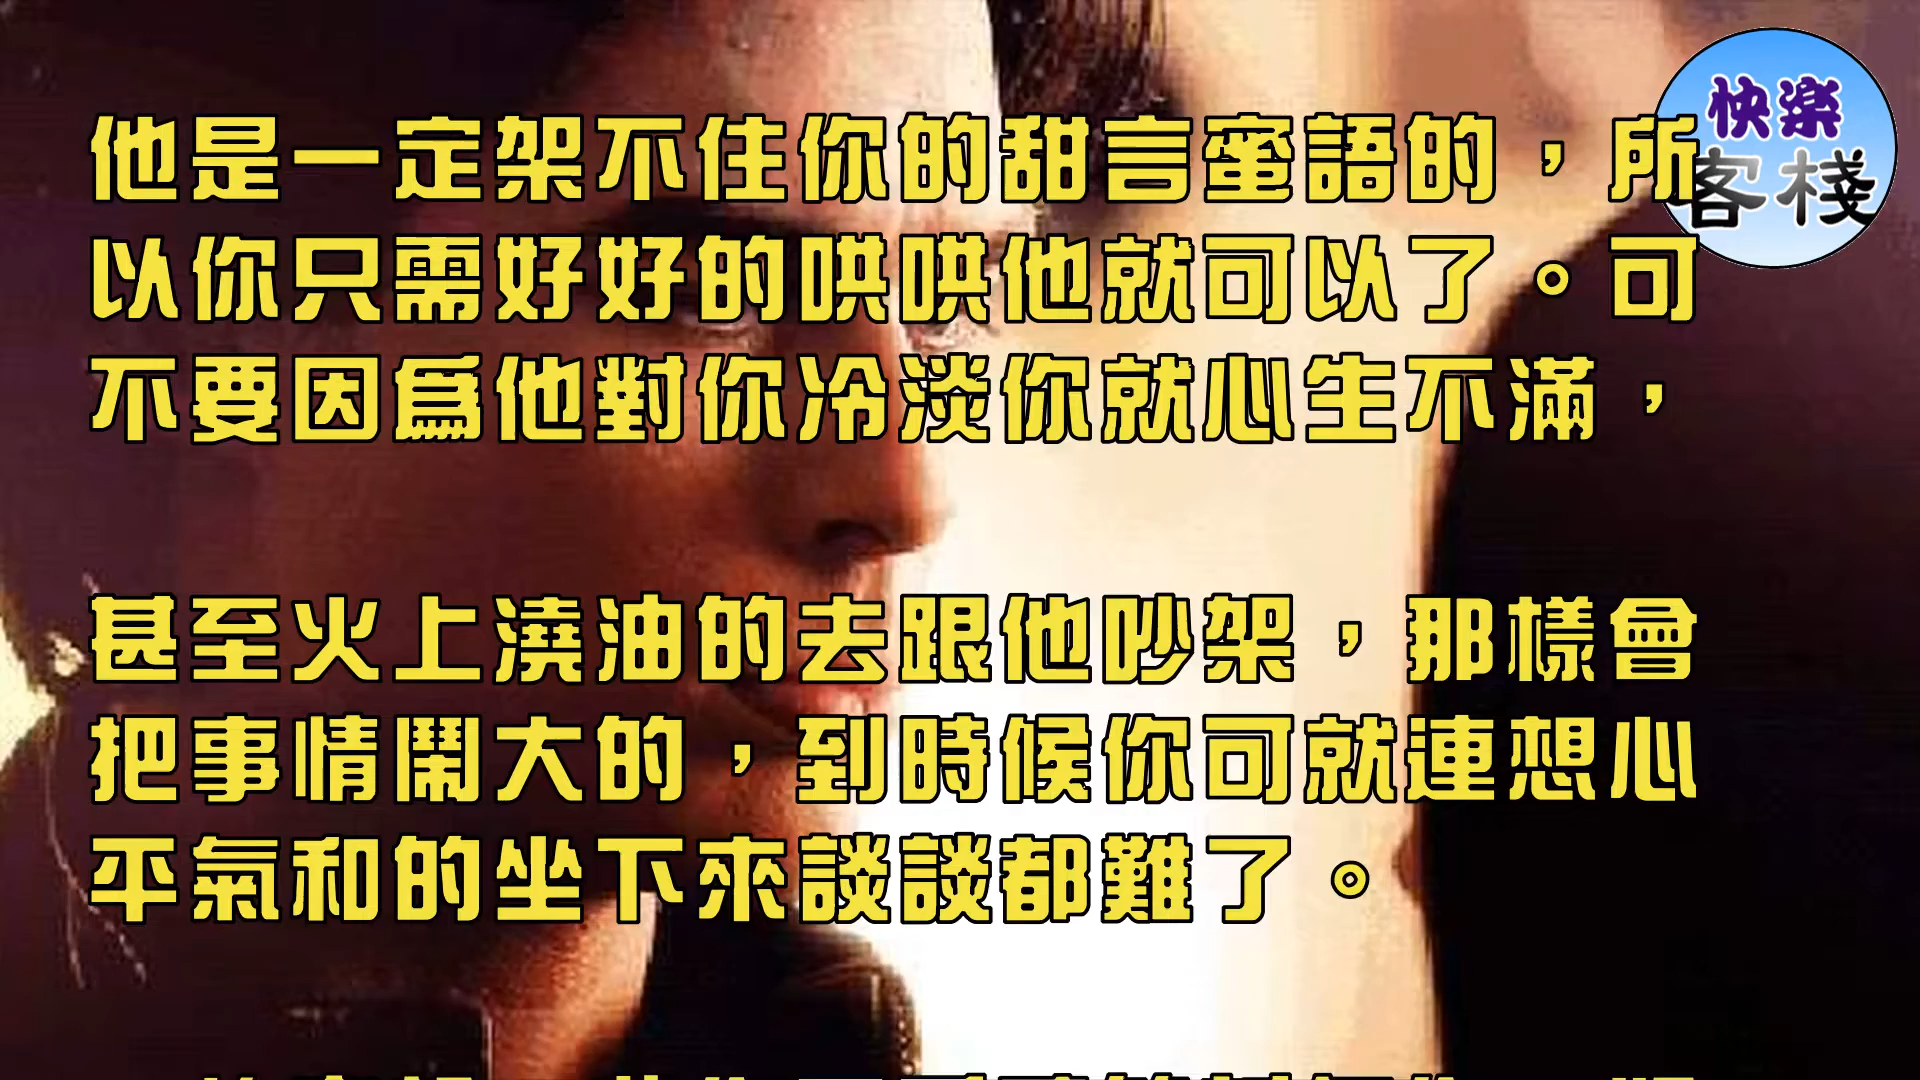 快樂
客棧
他是一定架不住你的甜言蜜語的，所
以你只需好好的哄哄他就可以了。可
不要因為他對你冷淡你就心生不滿，
甚至火上澆油的去跟他吵架，那樣會
把事情鬧大的，到時候你可就連想心
平氣和的坐下來談談都難了。